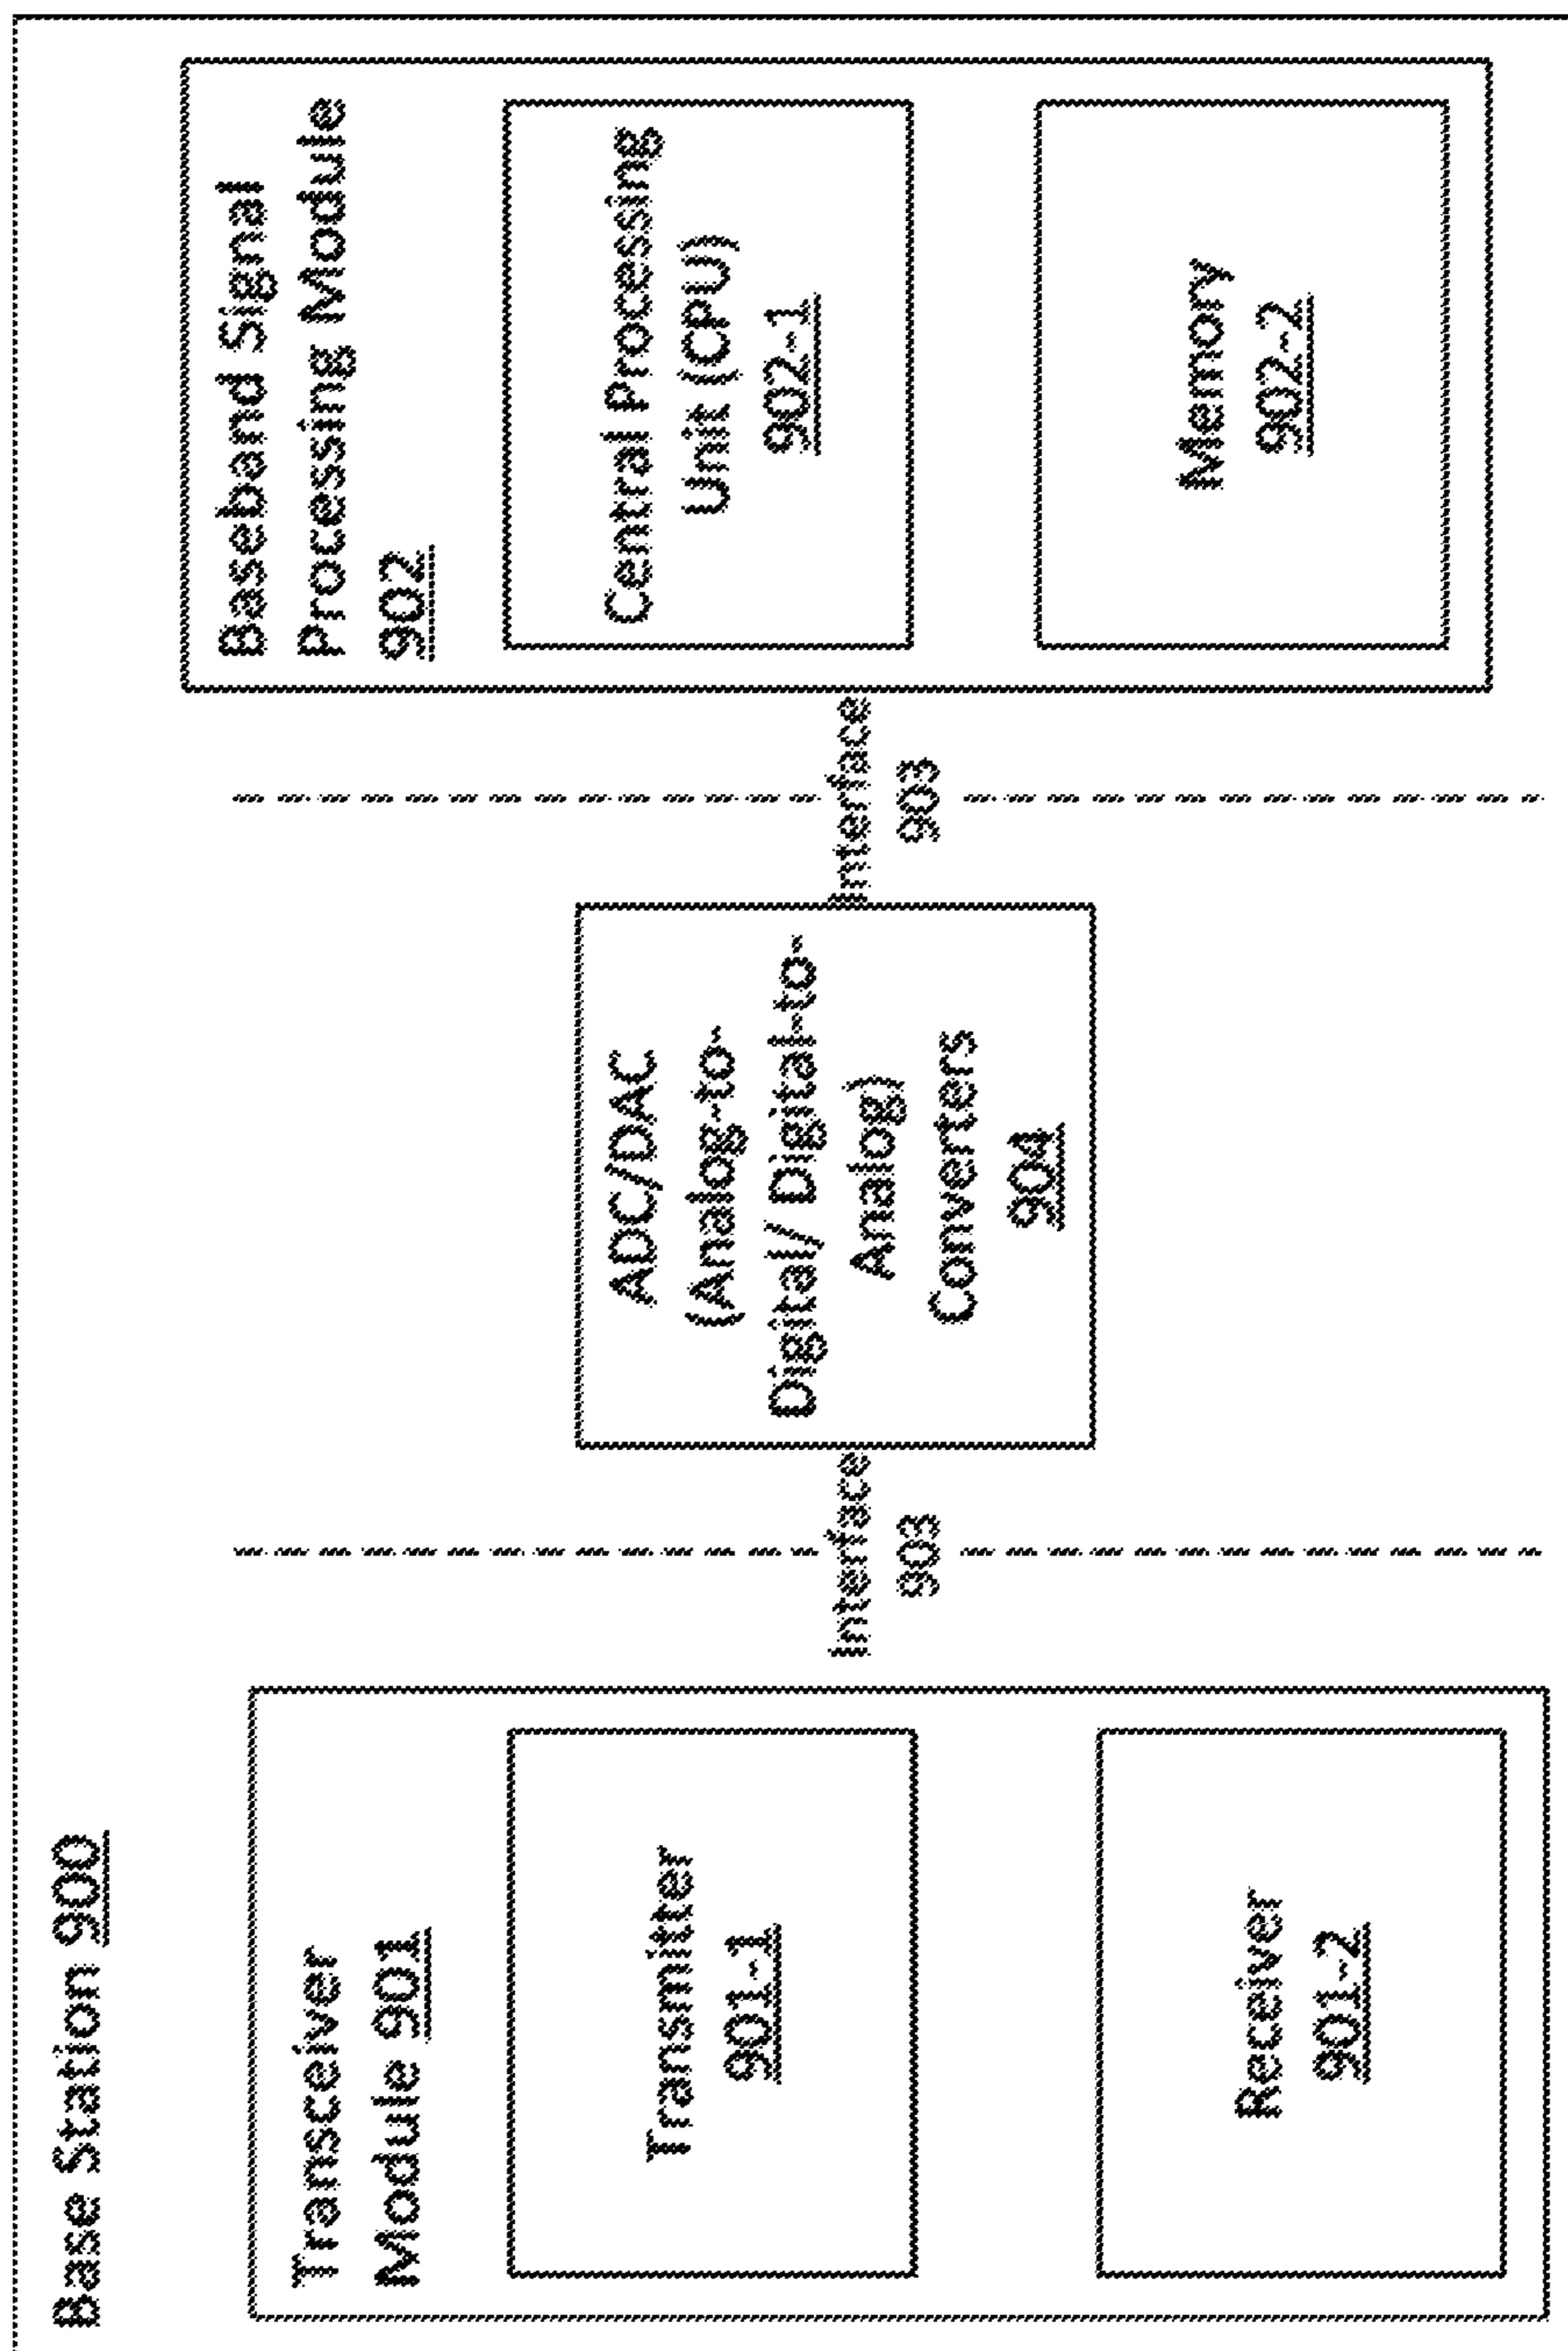 Base Station 900
Transceiver
Module 901
Transmitter
901-1
Receiver
901-2
Interface
903
ADC/DAC
(Analog-to-
Digital/ Digital-to-
Analog)
Converters
904
Interface
903
Baseband Signal
Processing Module
902
Central Processing
Unit (CPU)
902-1
Memory
902-2